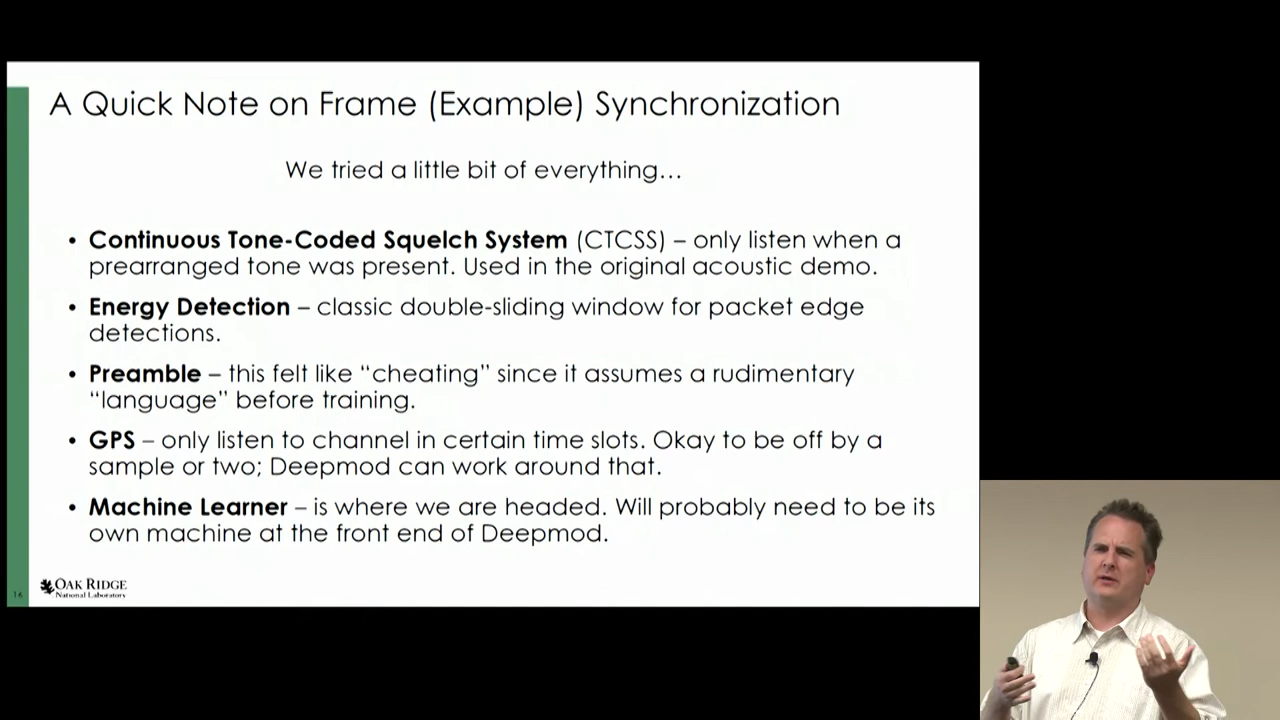 A Quick Note on Frame (Example) Synchronization
We tried a little bit of everything…
• Continuous Tone-Coded Squelch System (CTCSS) – only listen when a
prearranged tone was present. Used in the original acoustic demo.
• Energy Detection – classic double-sliding window for packet edge
detections.
• Preamble – this felt like “cheating” since it assumes a rudimentary
“language” before training.
• GPS – only listen to channel in certain time slots. Okay to be off by a
sample or two; Deepmod can work around that.
• Machine Learner – is where we are headed. Will probably need to be its
own machine at the front end of Deepmod.
16
OAK RIDGE
National Laboratory